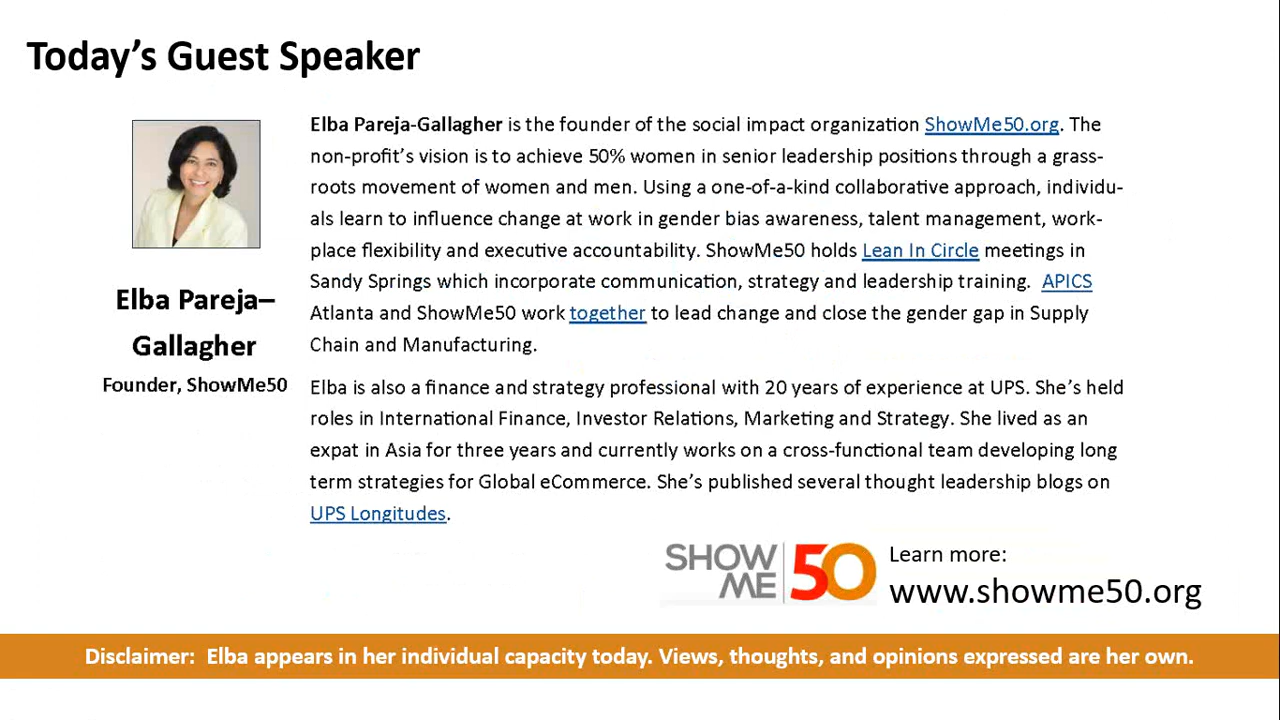 Today's Guest Speaker
Elba Pareja–
Gallagher
Founder, ShowMe50
Elba Pareja-Gallagher is the founder of the social impact organization ShowMe50.org. The
non-profit's vision is to achieve 50% women in senior leadership positions through a grass-
roots movement of women and men. Using a one-of-a-kind collaborative approach, individu-
als learn to influence change at work in gender bias awareness, talent management, work-
place flexibility and executive accountability. ShowMe50 holds Lean In Circle meetings in
Sandy Springs which incorporate communication, strategy and leadership training. APICS
Atlanta and ShowMe50 work together to lead change and close the gender gap in Supply
Chain and Manufacturing.
Elba is also a finance and strategy professional with 20 years of experience at UPS. She's held
roles in International Finance, Investor Relations, Marketing and Strategy. She lived as an
expat in Asia for three years and currently works on a cross-functional team developing long
term strategies for Global eCommerce. She's published several thought leadership blogs on
UPS Longitudes.
SHOW
ME
50
Learn more:
www.showme50.org
Disclaimer: Elba appears in her individual capacity today. Views, thoughts, and opinions expressed are her own.